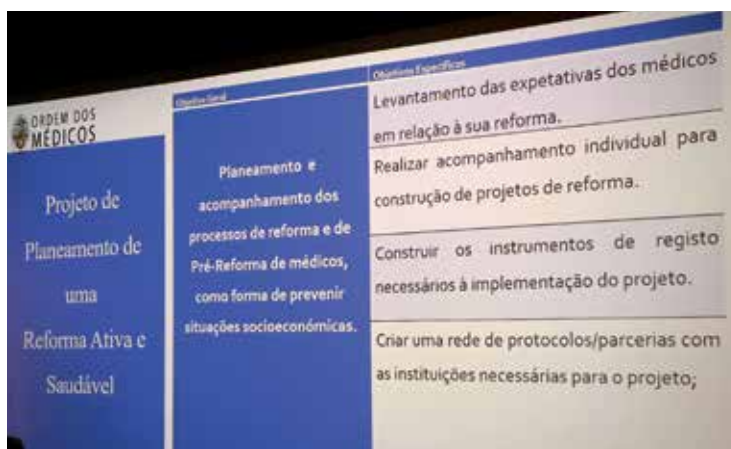 ORDEM DOS
MÉDICOS
Projeto de
Planeamento de
uma
Reforma Ativa e
Saudável
Objetivo Geral
Planeamento e
acompanhamento dos
processos de reforma e de
Pré-Reforma de médicos,
como forma de prevenir
situações socioeconómicas.
Objetivos Específicos
Levantamento das expetativas dos médicos
em relação à sua reforma.
Realizar acompanhamento individual para
construção de projetos de reforma.
Construir os instrumentos de registo
necessários à implementação do projeto.
Criar uma rede de protocolos/parcerias com
as instituições necessárias para o projeto;